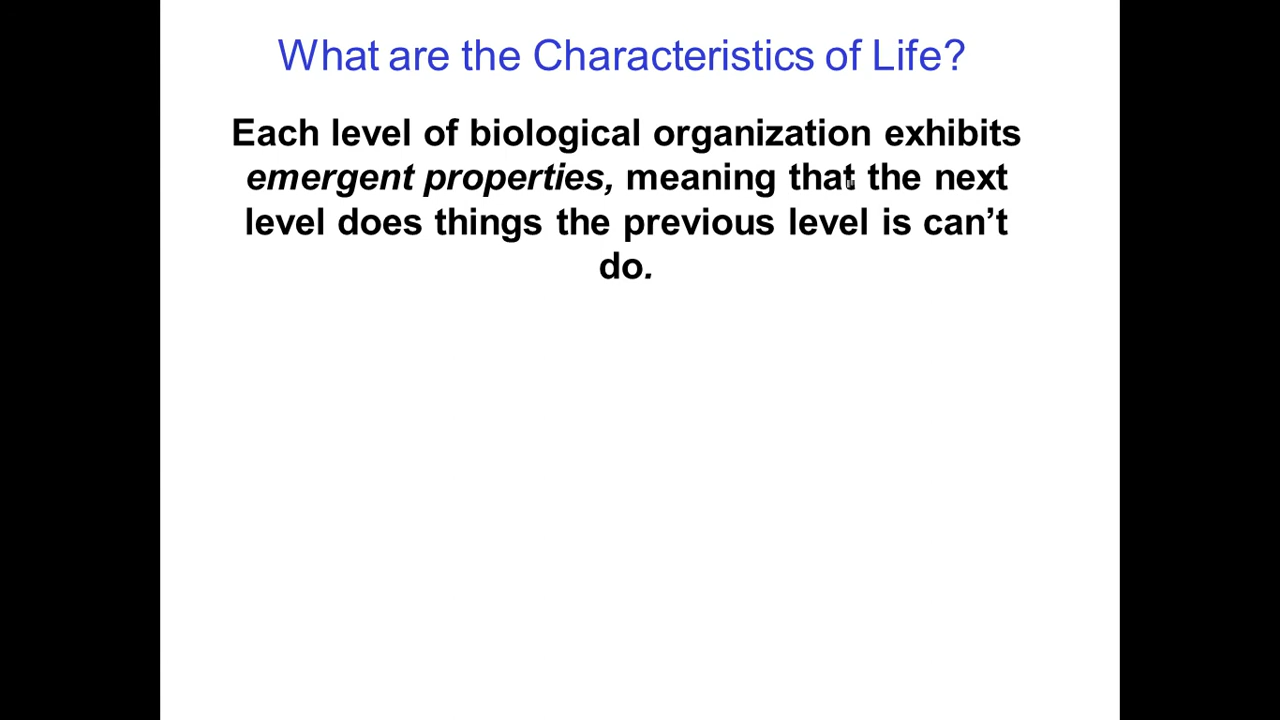 What are the Characteristics of Life?
Each level of biological organization exhibits
emergent properties, meaning that the next
level does things the previous level is can’t
do.